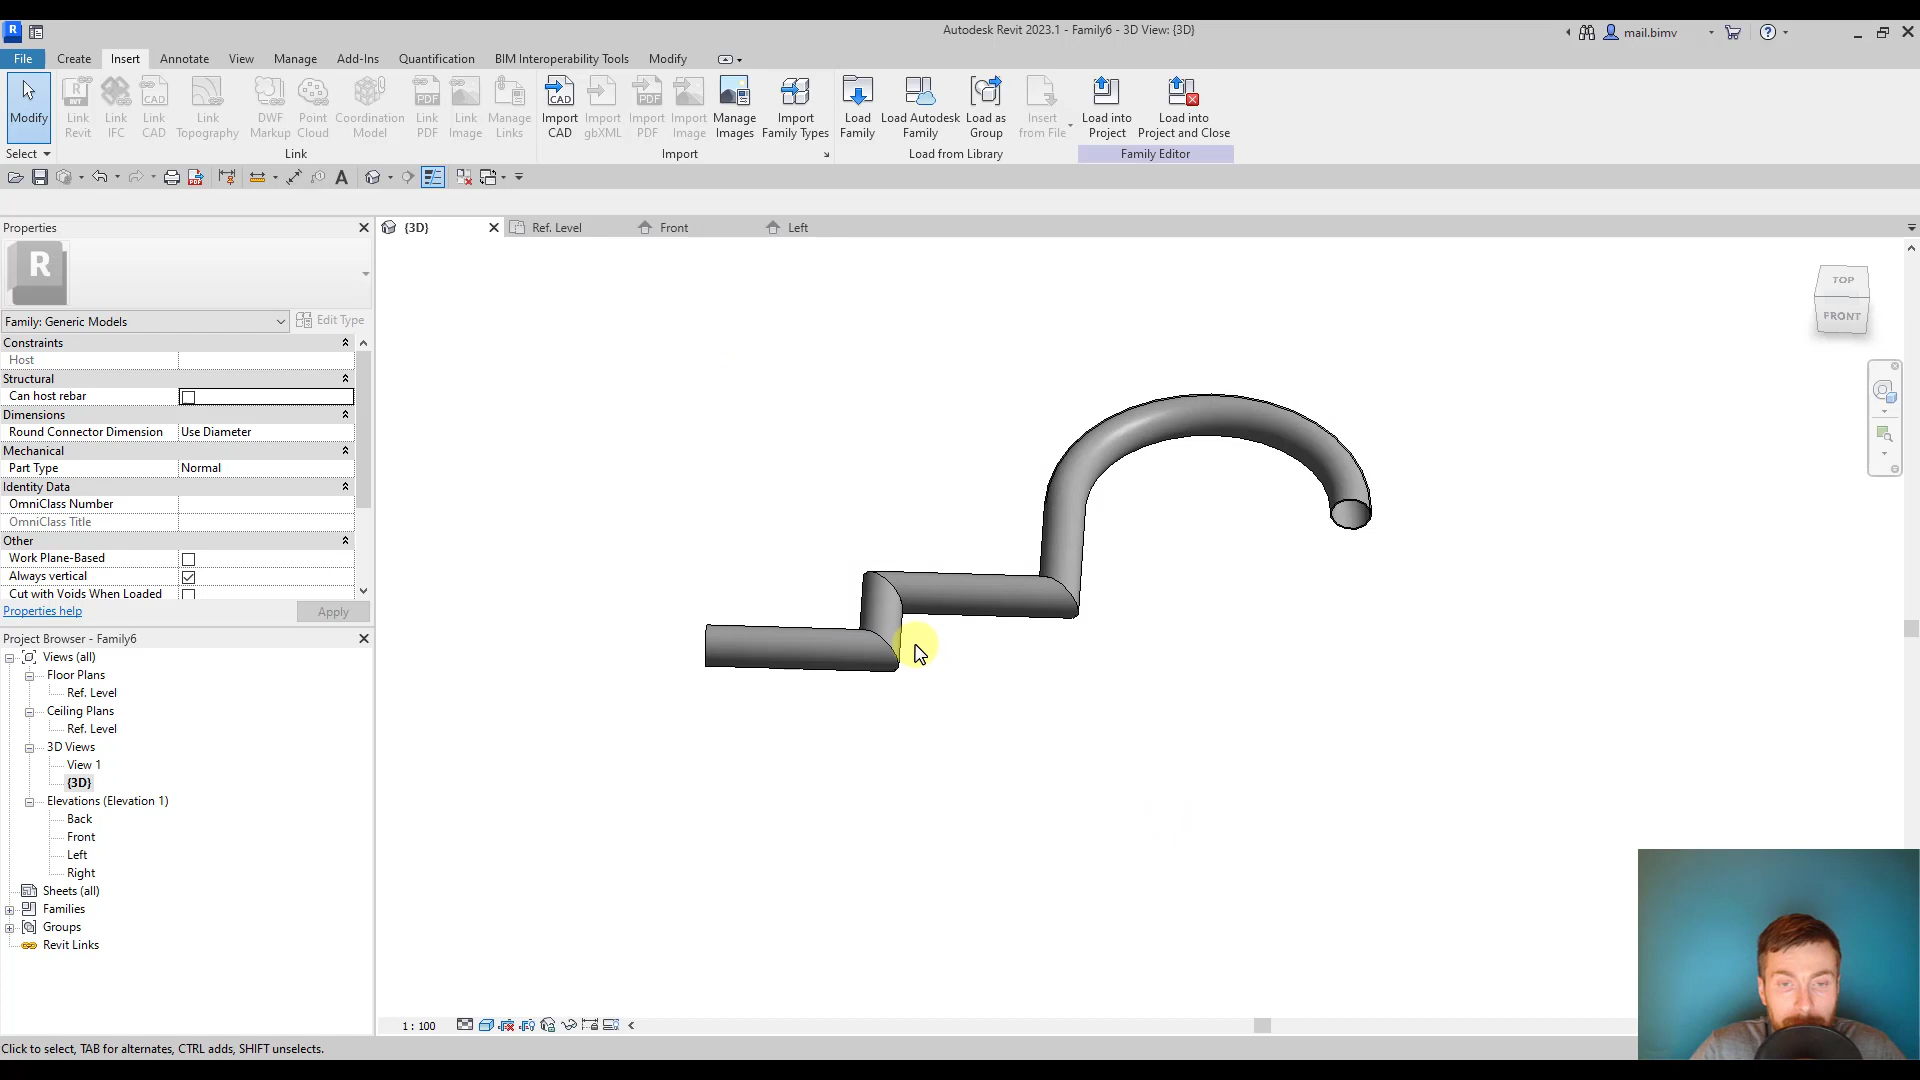 R
Autodesk Revit 2023.1 - Family6 - 3D View: {3D}
mail.bimv
File Create Insert Annotate View Manage Add-Ins Quantification BIM Interoperability Tools Modify
Modify
Link Revit
Link IFC
Link CAD
Link Topography
DWF Markup
Point Cloud
Coordination Model
Link PDF
Link Image
Manage Links
Import CAD
Import gbXML
Import PDF
Import Image
Manage Images
Import Family Types
Load Family
Load Autodesk Family
Load as Group
Insert from File
Load into Project
Load into Project and Close
Select Link Import Load from Library Family Editor
A
Properties
{3D} Ref. Level Front Left
R
Family: Generic Models Edit Type
Constraints
Host
Structural
Can host rebar
Dimensions
Round Connector Dimension Use Diameter
Mechanical
Part Type Normal
Identity Data
OmniClass Number
OmniClass Title
Other
Work Plane-Based
Always vertical
Cut with Voids When Loaded
Properties help Apply
Project Browser - Family6
Views (all)
Floor Plans
Ref. Level
Ceiling Plans
Ref. Level
3D Views
View 1
{3D}
Elevations (Elevation 1)
Back
Front
Left
Right
Sheets (all)
Families
Groups
Revit Links
TOP
FRONT
1 : 100
Click to select, TAB for alternates, CTRL adds, SHIFT unselects.